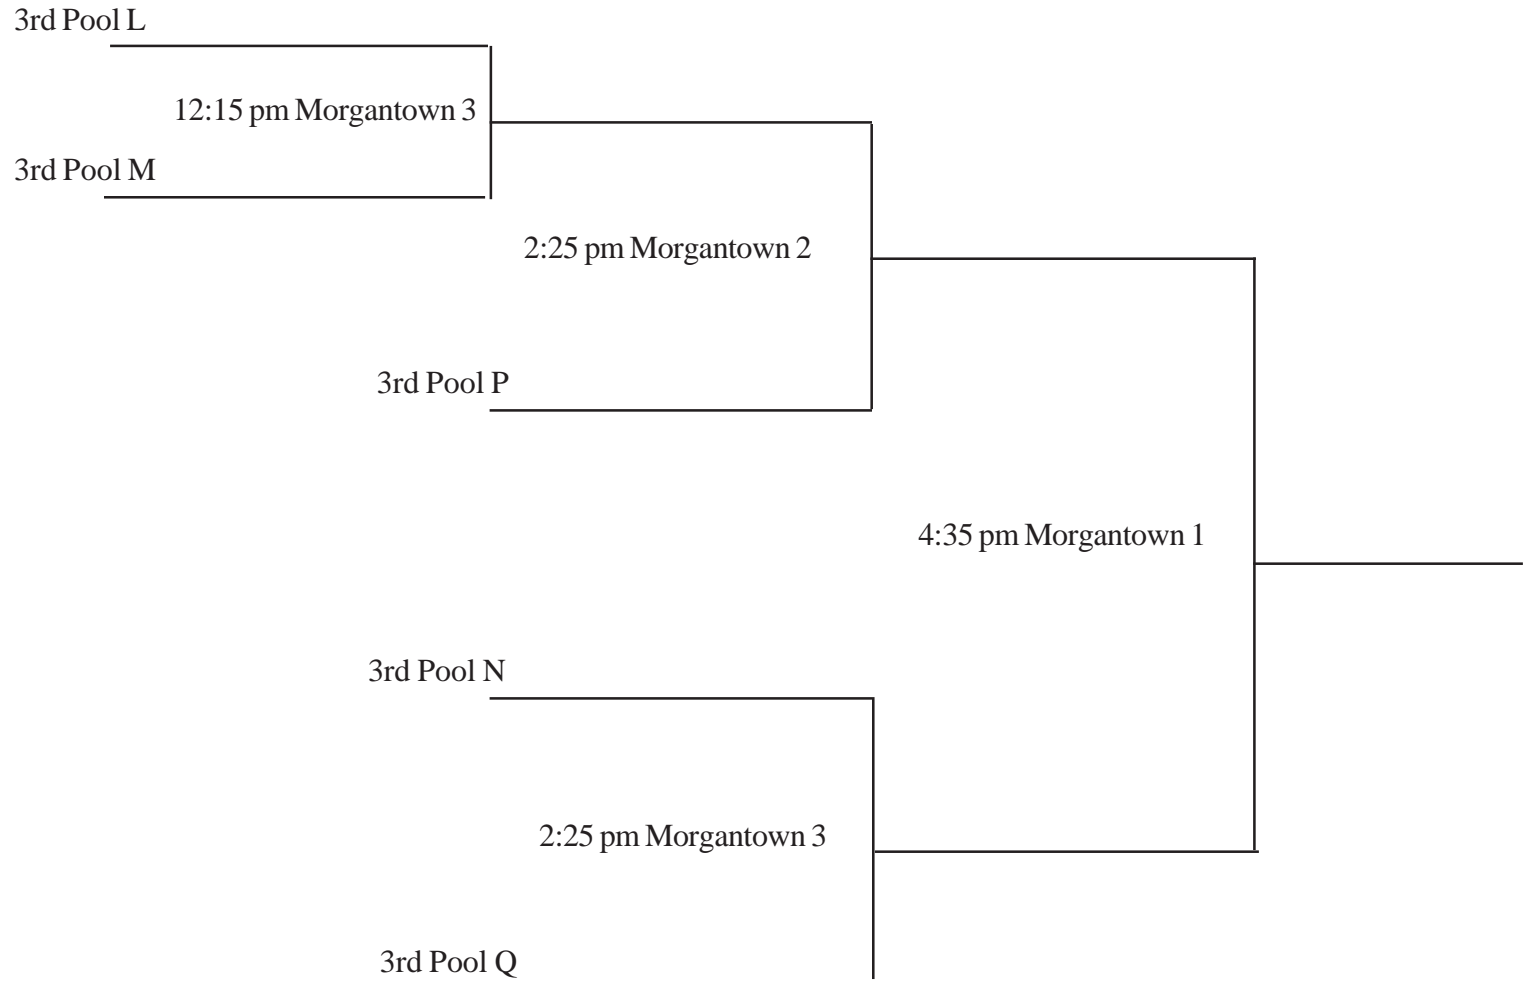 3rd Pool L
12:15 pm Morgantown 3
3rd Pool M
2:25 pm Morgantown 2
3rd Pool P
4:35 pm Morgantown 1
3rd Pool N
2:25 pm Morgantown 3
3rd Pool Q